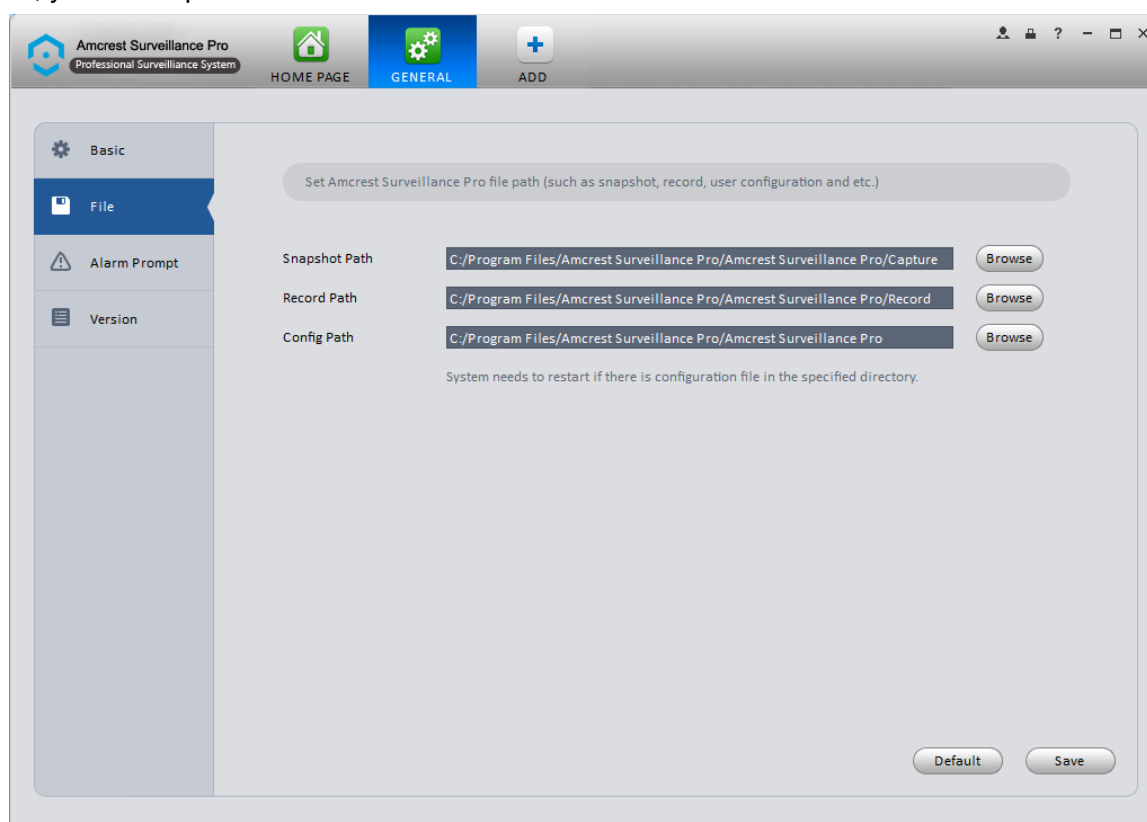 Amcrest Surveillance Pro
Professional Surveilliance System
HOME PAGE
GENERAL
ADD
?
Basic
File
Alarm Prompt
Version
Set Amcrest Surveillance Pro file path (such as snapshot, record, user configuration and etc.)
Snapshot Path C:/Program Files/Amcrest Surveillance Pro/Amcrest Surveillance Pro/Capture Browse
Record Path C:/Program Files/Amcrest Surveillance Pro/Amcrest Surveillance Pro/Record Browse
Config Path C:/Program Files/Amcrest Surveillance Pro/Amcrest Surveillance Pro Browse
System needs to restart if there is configuration file in the specified directory.
Default Save